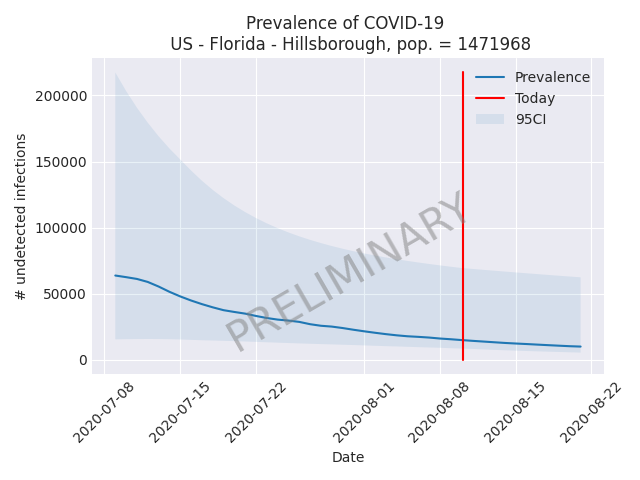 Prevalence of COVID-19
US - Florida - Hillsborough, pop. = 1471968
# undetected infections
200000
150000
100000
50000
0
Prevalence
Today
95CI
PRELIMINARY
2020-07-08
2020-07-15
2020-07-22
2020-08-01
2020-08-08
2020-08-15
2020-08-22
Date